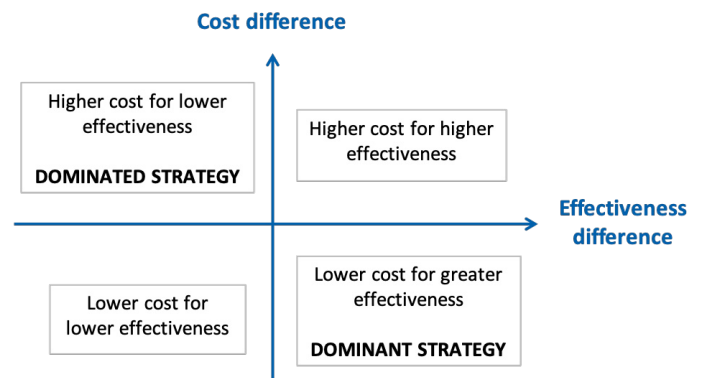 Cost difference
Higher cost for lower
effectiveness
DOMINATED STRATEGY
Higher cost for higher
effectiveness
Effectiveness
difference
Lower cost for
lower effectiveness
Lower cost for greater
effectiveness
DOMINANT STRATEGY